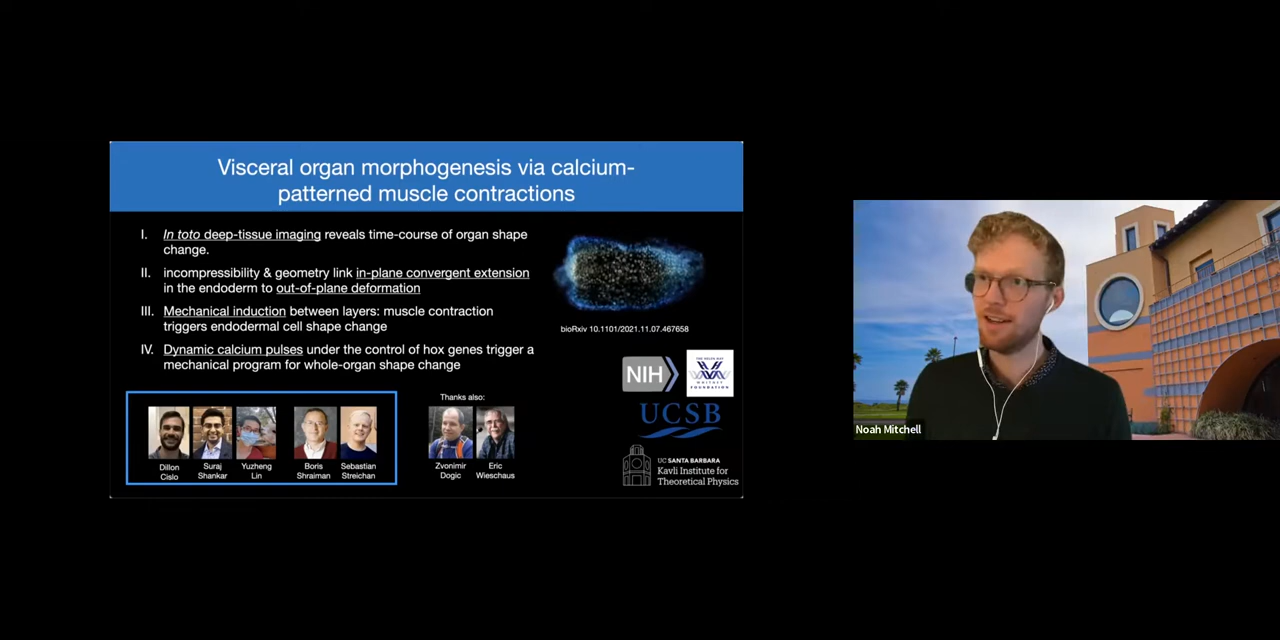 Visceral organ morphogenesis via calcium-
patterned muscle contractions
I. In toto deep-tissue imaging reveals time-course of organ shape
change.
II. incompressibility & geometry link in-plane convergent extension
in the endoderm to out-of-plane deformation
III. Mechanical induction between layers: muscle contraction
triggers endodermal cell shape change
IV. Dynamic calcium pulses under the control of hox genes trigger a
mechanical program for whole-organ shape change
bioRxiv 10.1101/2021.11.07.467658
NIH
THE HELEN HAY
WHITNEY
FOUNDATION
UCSB
UC SANTA BARBARA
Kavli Institute for
Theoretical Physics
Dillon
Cislo
Suraj
Shankar
Yuzheng
Lin
Boris
Shraiman
Sebastian
Streichan
Thanks also:
Zvonimir
Dogic
Eric
Wieschaus
Noah Mitchell